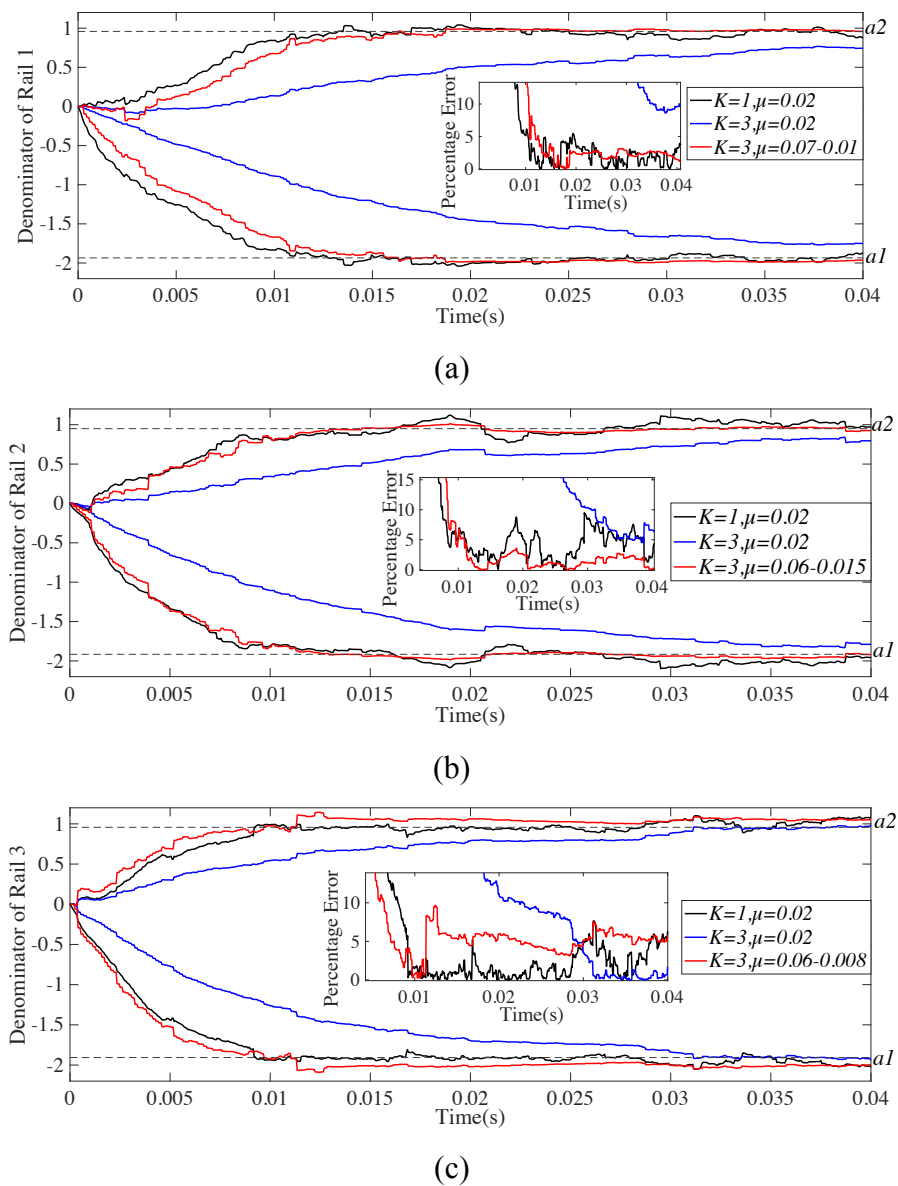 Denominator of Rail 1
1
0.5
0
-0.5
-1
-1.5
-2
a2
a1
Percentage Error
10
5
0
0.01 0.02 0.03 0.04
Time(s)
K=1,μ=0.02
K=3,μ=0.02
K=3,μ=0.07-0.01
0 0.005 0.01 0.015 0.02 0.025 0.03 0.035 0.04
Time(s)
(a)
Denominator of Rail 2
1
0.5
0
-0.5
-1
-1.5
-2
a2
a1
Percentage Error
15
10
5
0
0.01 0.02 0.03 0.04
Time(s)
K=1,μ=0.02
K=3,μ=0.02
K=3,μ=0.06-0.015
0 0.005 0.01 0.015 0.02 0.025 0.03 0.035 0.04
Time(s)
(b)
Denominator of Rail 3
1
0.5
0
-0.5
-1
-1.5
-2
a2
a1
Percentage Error
10
5
0
0.01 0.02 0.03 0.04
Time(s)
K=1,μ=0.02
K=3,μ=0.02
K=3,μ=0.06-0.008
0 0.005 0.01 0.015 0.02 0.025 0.03 0.035 0.04
Time(s)
(c)